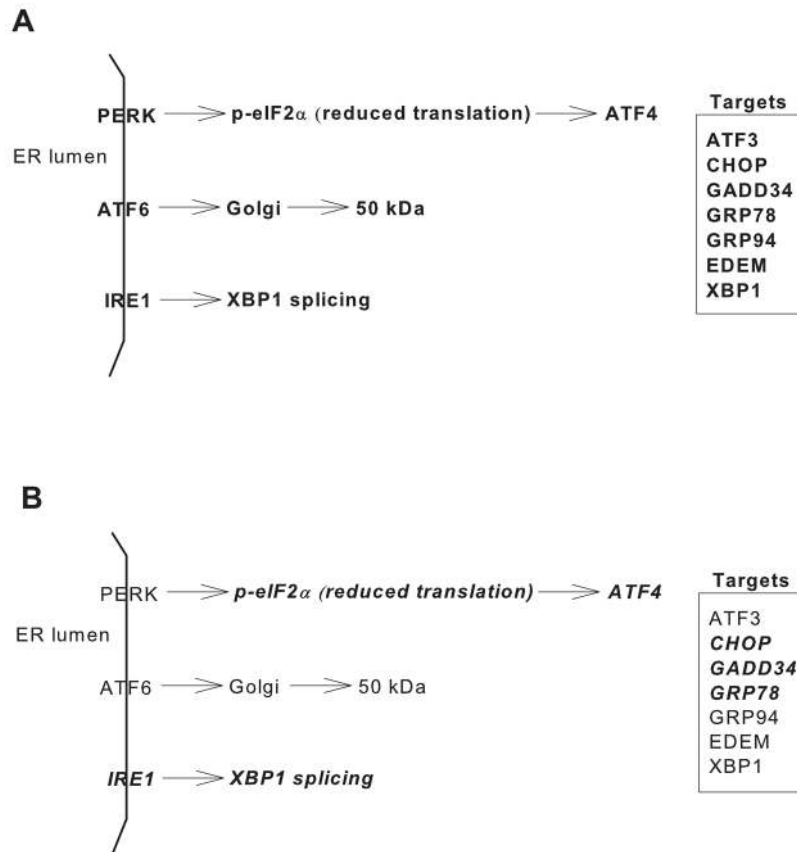 A
PERK p-eIF2α (reduced translation) ATF4
ER lumen
ATF6 Golgi 50 kDa
IRE1 XBP1 splicing
Targets
ATF3
CHOP
GADD34
GRP78
GRP94
EDEM
XBP1
B
PERK p-eIF2α (reduced translation) ATF4
ER lumen
ATF6 Golgi 50 kDa
IRE1 XBP1 splicing
Targets
ATF3
CHOP
GADD34
GRP78
GRP94
EDEM
XBP1